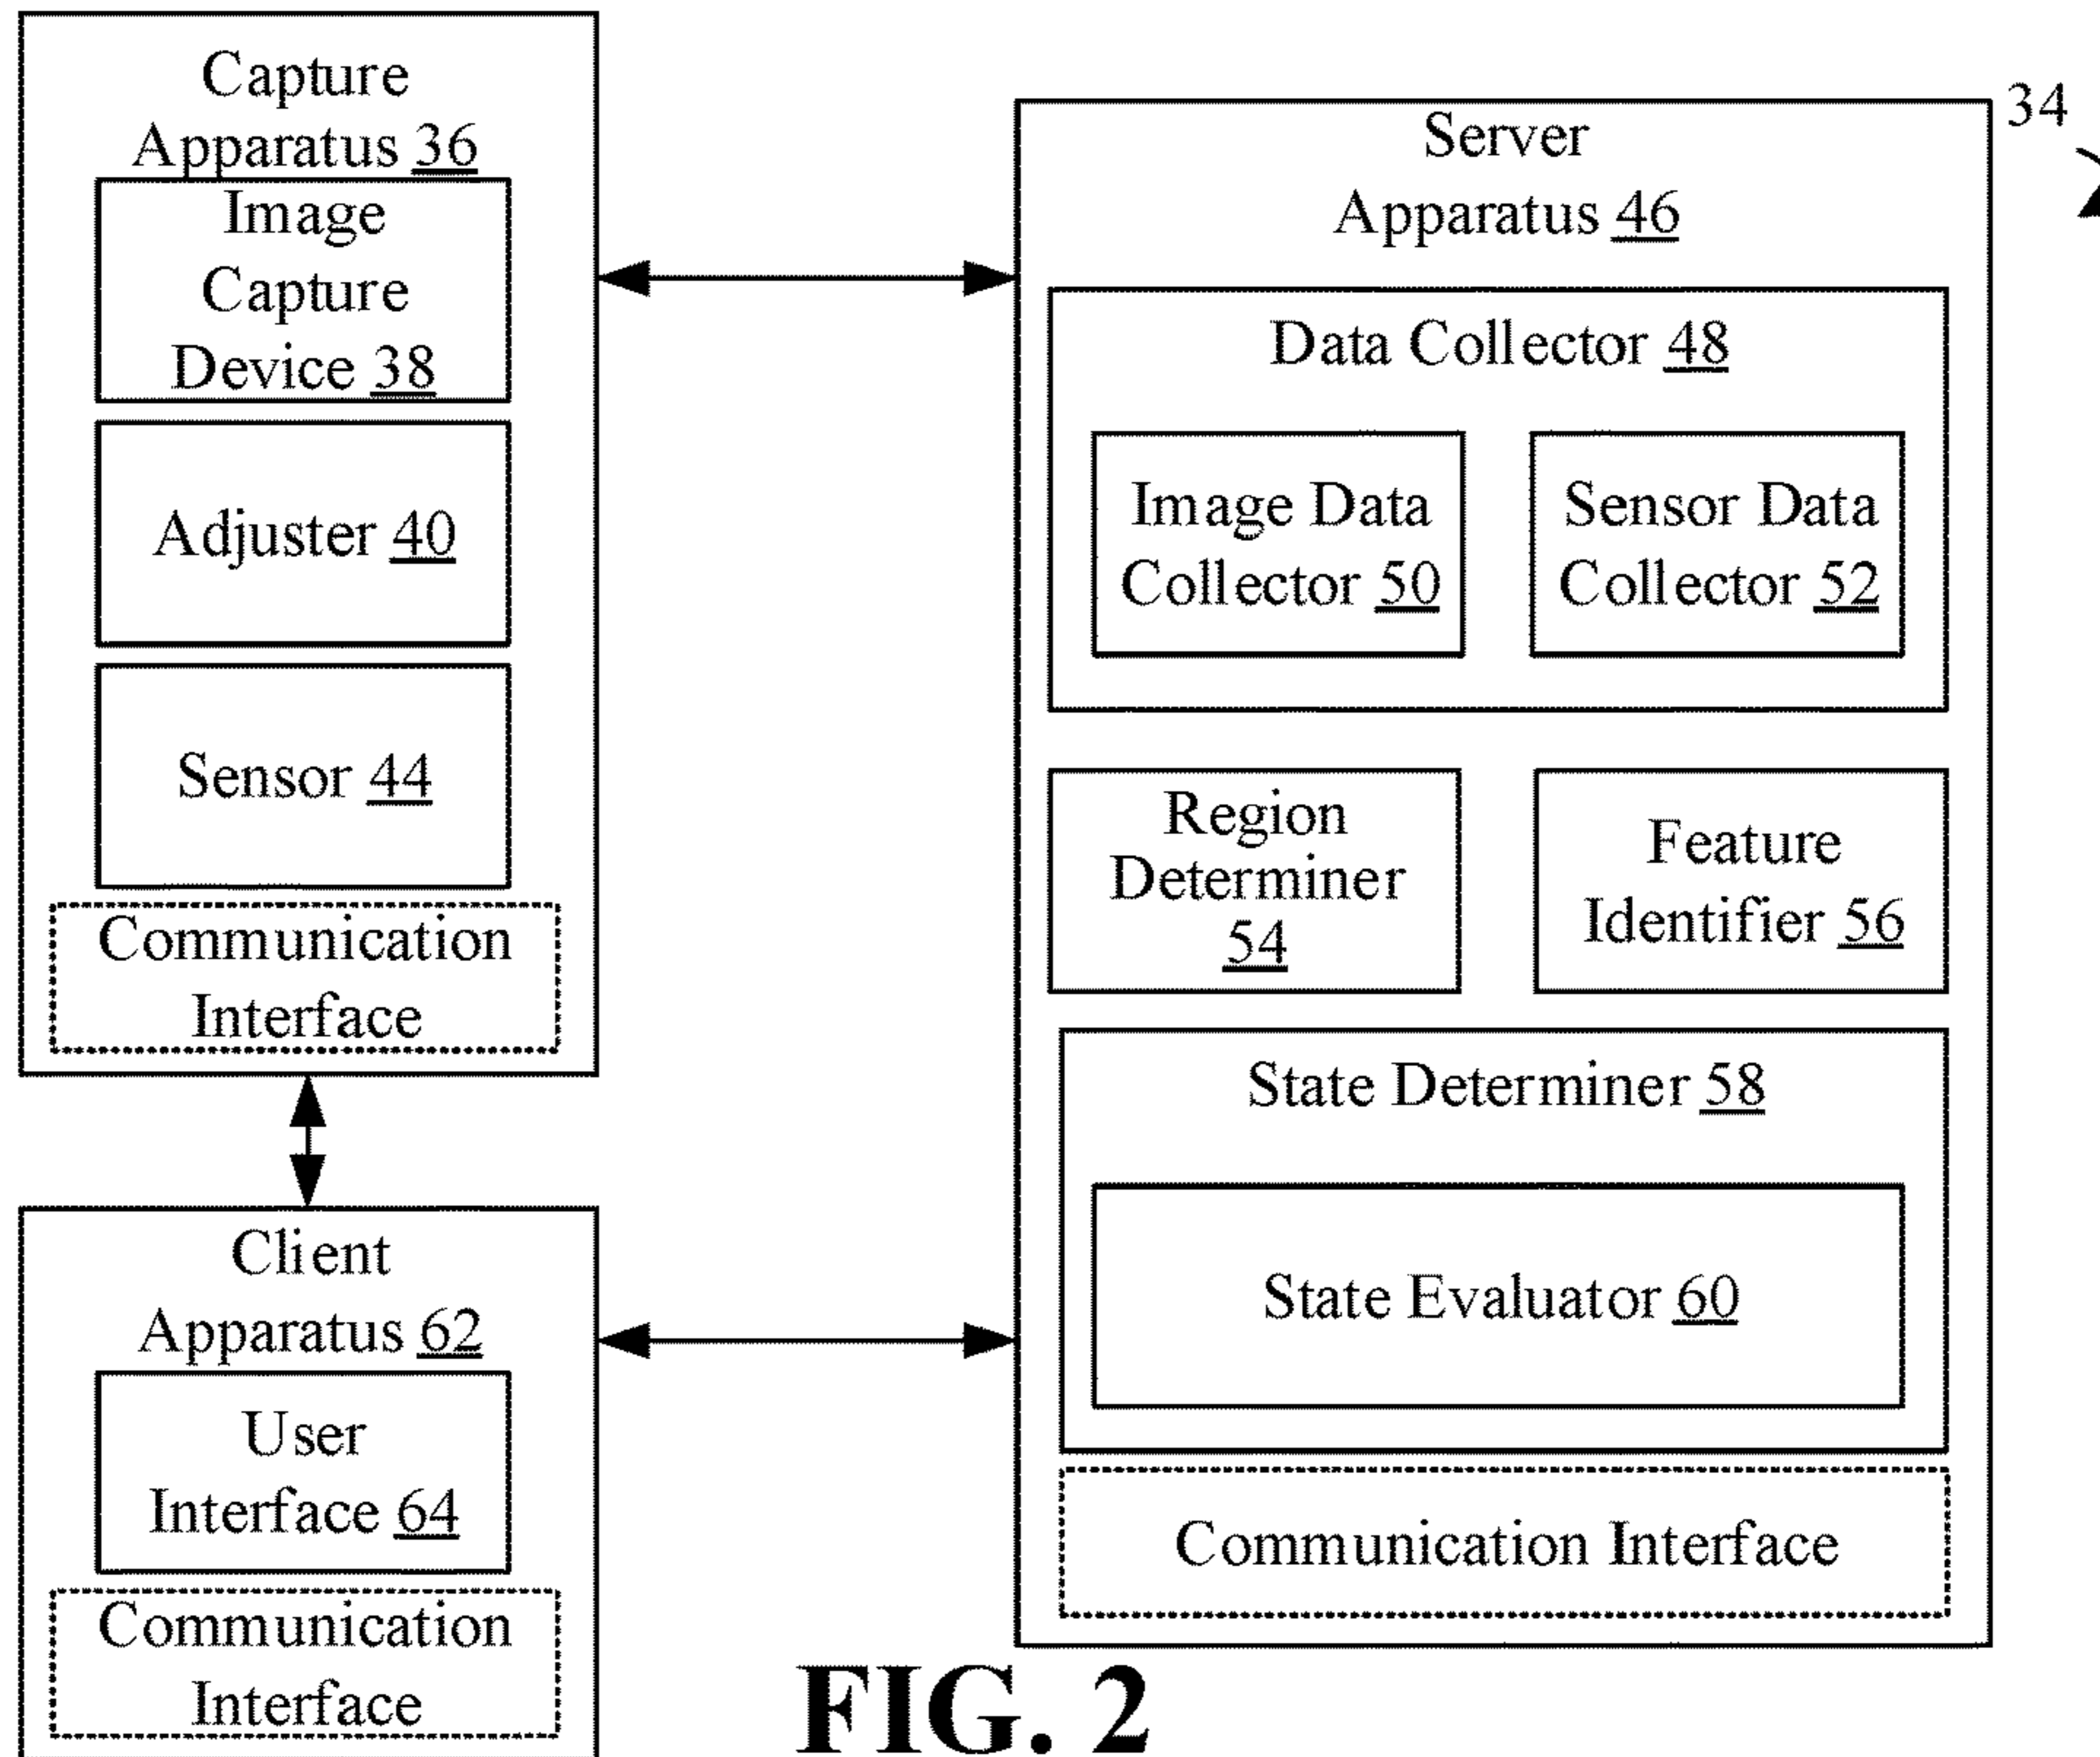 Capture
Apparatus 36
Image
Capture
Device 38
Adjuster 40
Sensor 44
Communication
Interface
Client
Apparatus 62
User
Interface 64
Communication
Interface
34
Server
Apparatus 46
Data Collector 48
Image Data
Collector 50
Sensor Data
Collector 52
Region
Determiner
54
Feature
Identifier 56
State Determiner 58
State Evaluator 60
Communication Interface
FIG. 2